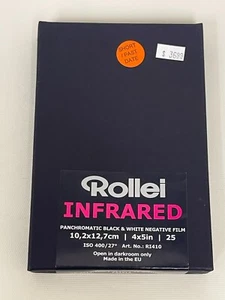 SHORT
/PAST
DATE
Rollei
INFRARED
PANCHROMATIC BLACK & WHITE NEGATIVE FILM
10,2x12,7cm | 4x5in | 25
ISO 400/27° Art. No.: RI410
Open in darkroom only
Made in the EU